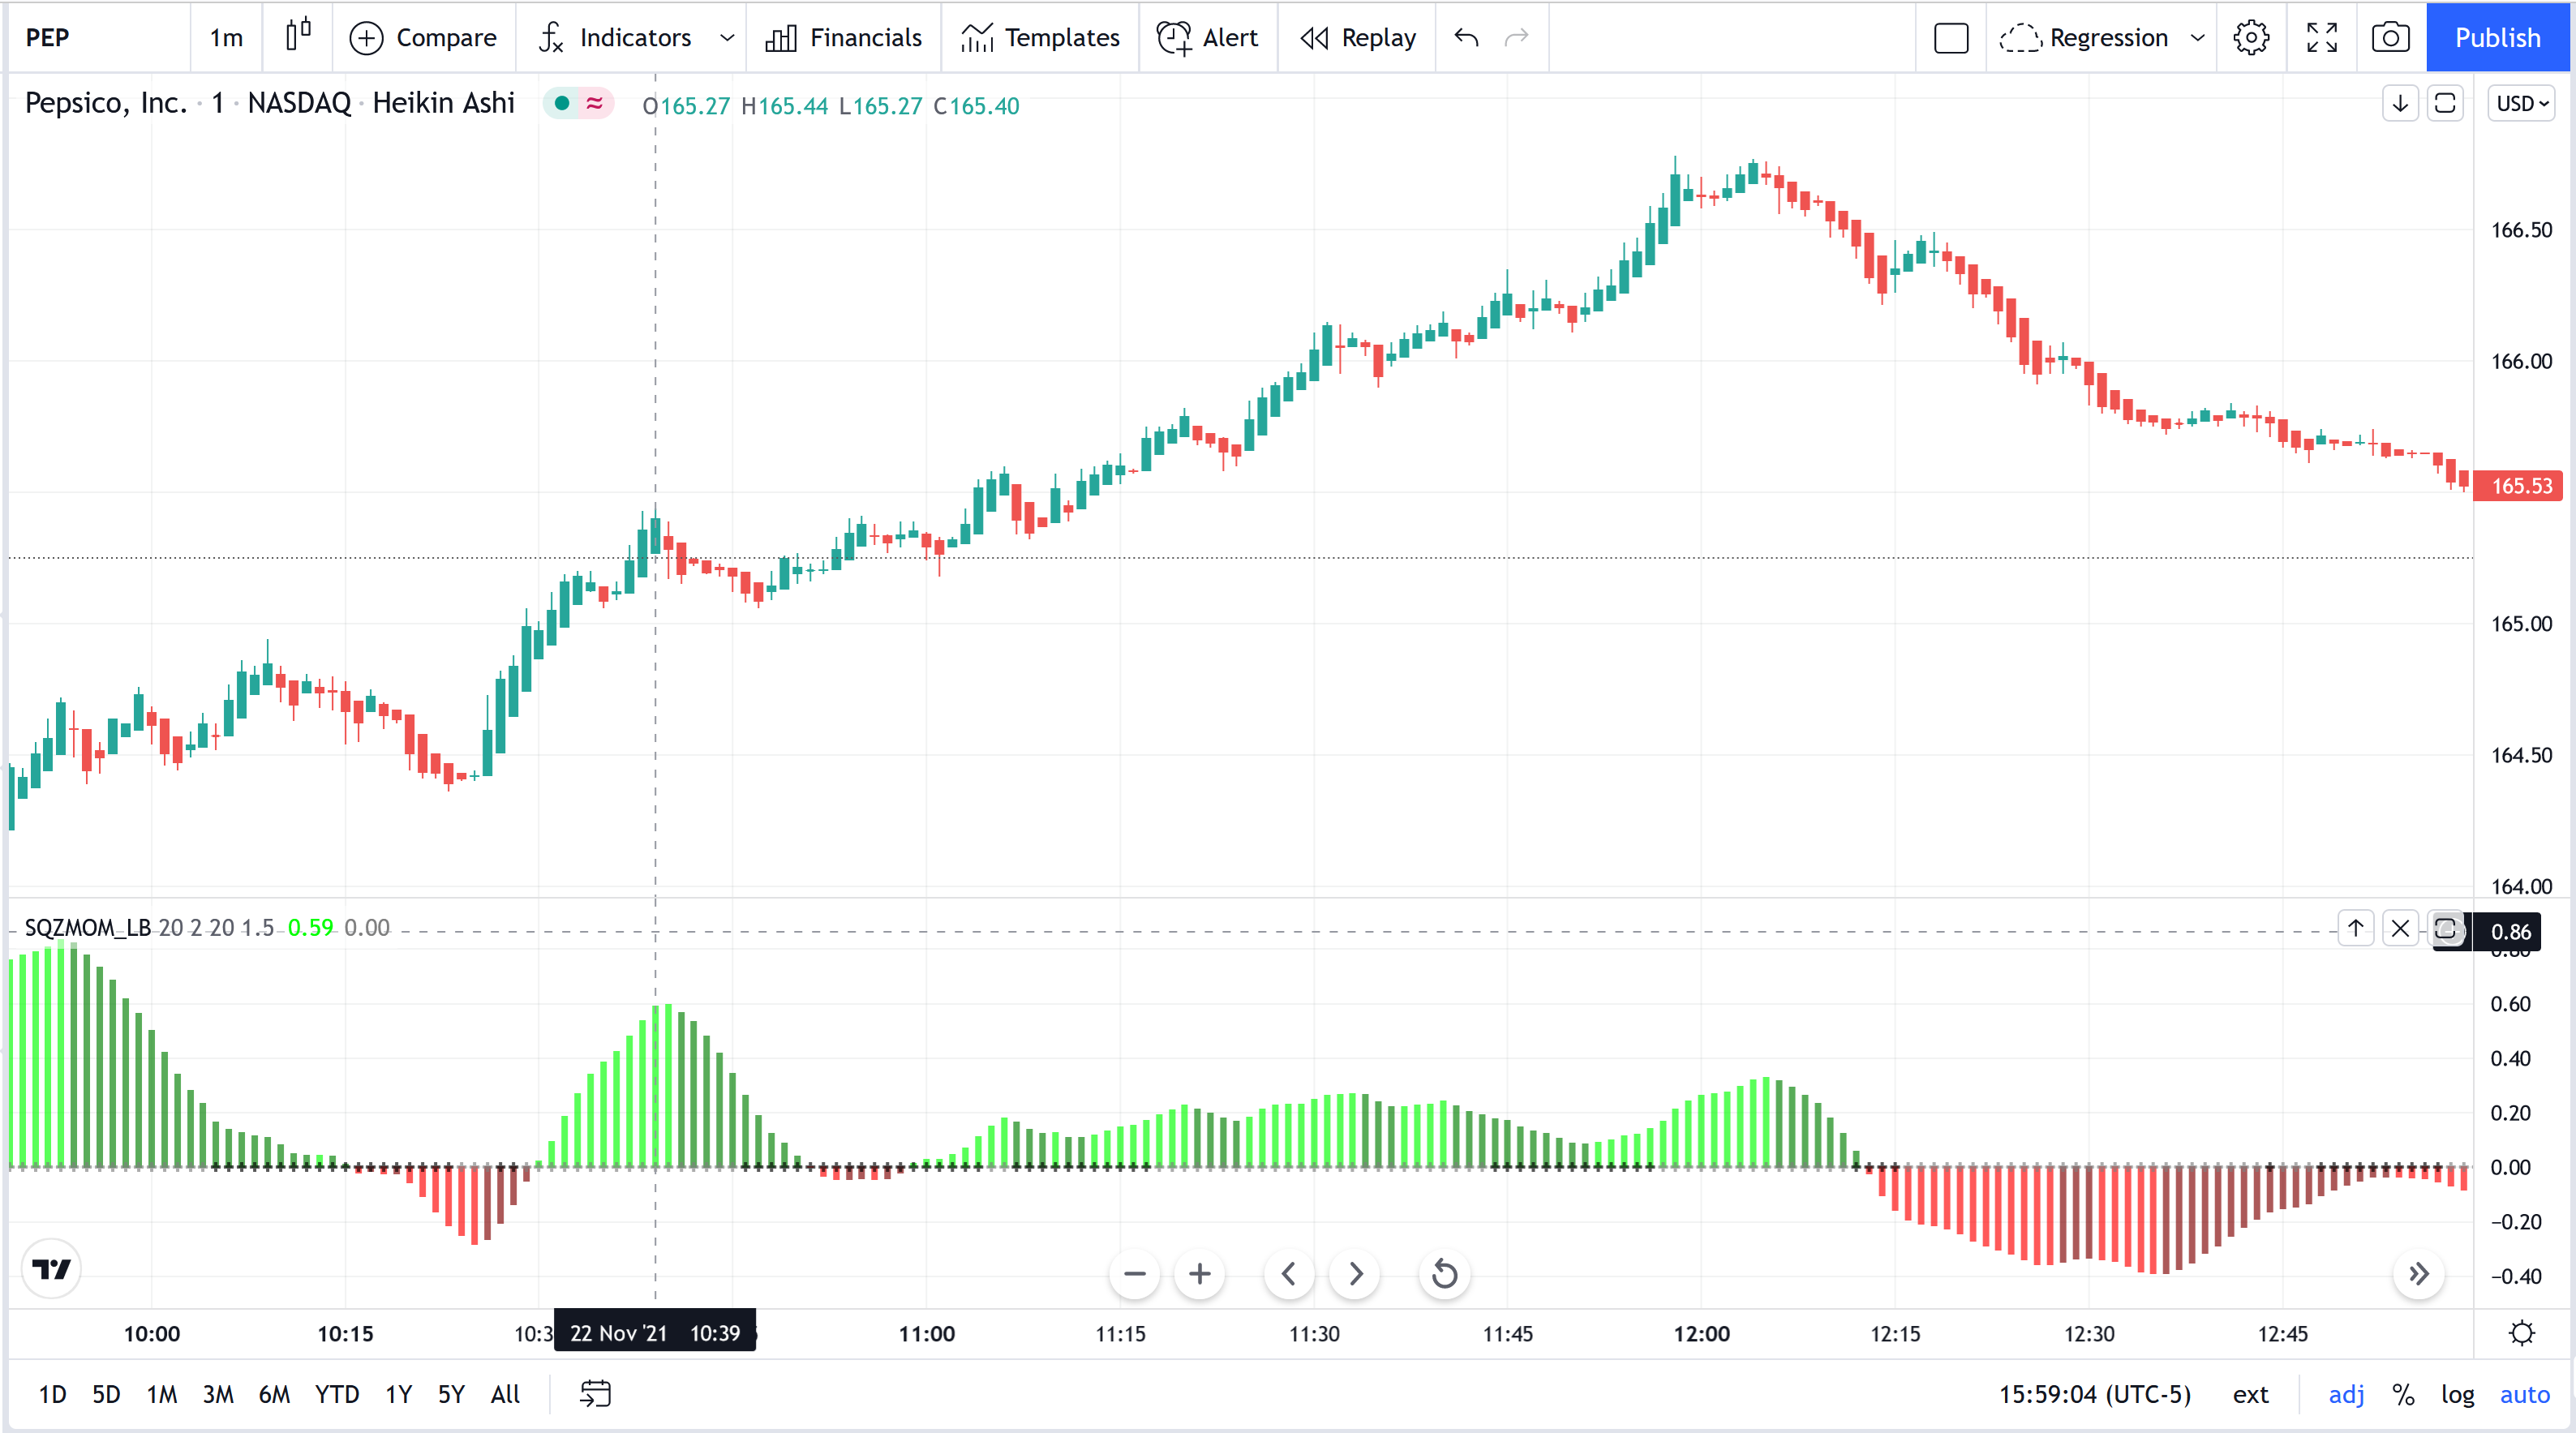 PEP 1m Compare Indicators Financials Templates Alert Replay Regression Publish
Pepsico, Inc. · 1 · NASDAQ · Heikin Ashi ≈ O165.27 H165.44 L165.27 C165.40 USD
166.50
166.00
165.53
165.00
164.50
164.00
SQZMOM_LB 20 2 20 1.5 0.59 0.00
0.86
0.80
0.60
0.40
0.20
0.00
−0.20
−0.40
10:00 10:15 10:3 22 Nov '21 10:39 11:00 11:15 11:30 11:45 12:00 12:15 12:30 12:45
1D 5D 1M 3M 6M YTD 1Y 5Y All 15:59:04 (UTC-5) ext adj % log auto